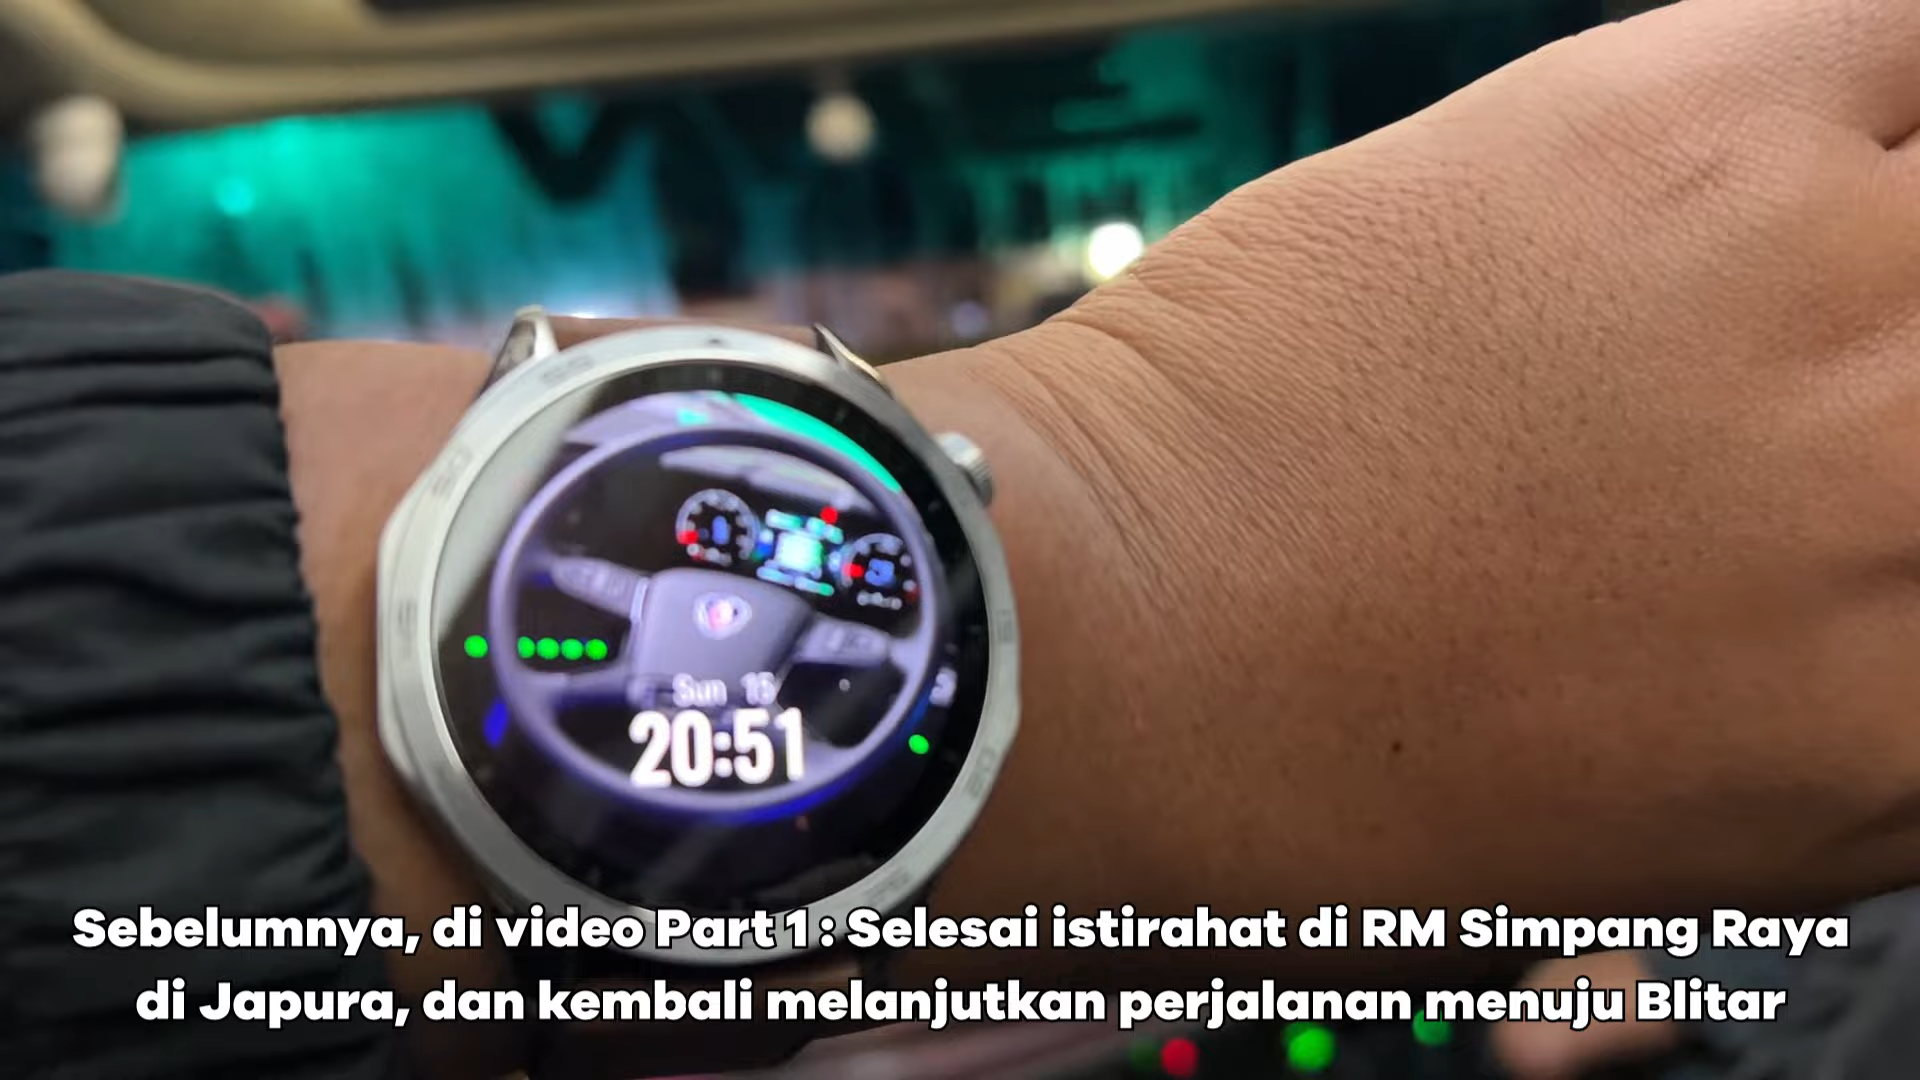 Sun 15
20:51
Sebelumnya, di video Part 1 : Selesai istirahat di RM Simpang Raya
di Japura, dan kembali melanjutkan perjalanan menuju Blitar